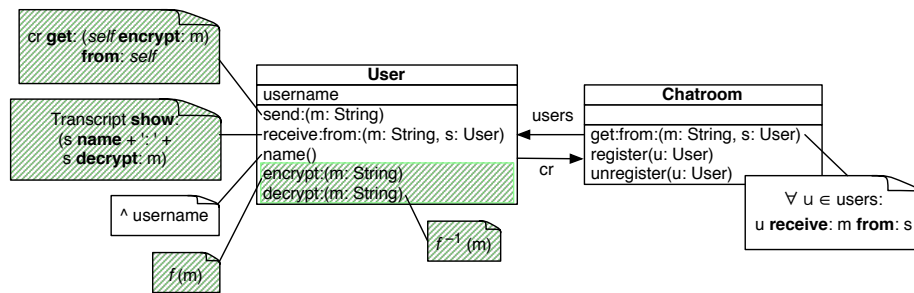 cr get: (self encrypt: m)
from: self
Transcript show:
(s name + ':' +
s decrypt: m)
^ username
f (m)
User
username
send:(m: String)
receive:from:(m: String, s: User)
name()
encrypt:(m: String)
decrypt:(m: String)
f⁻¹ (m)
users
cr
Chatroom
get:from:(m: String, s: User)
register(u: User)
unregister(u: User)
∀ u ∈ users:
u receive: m from: s